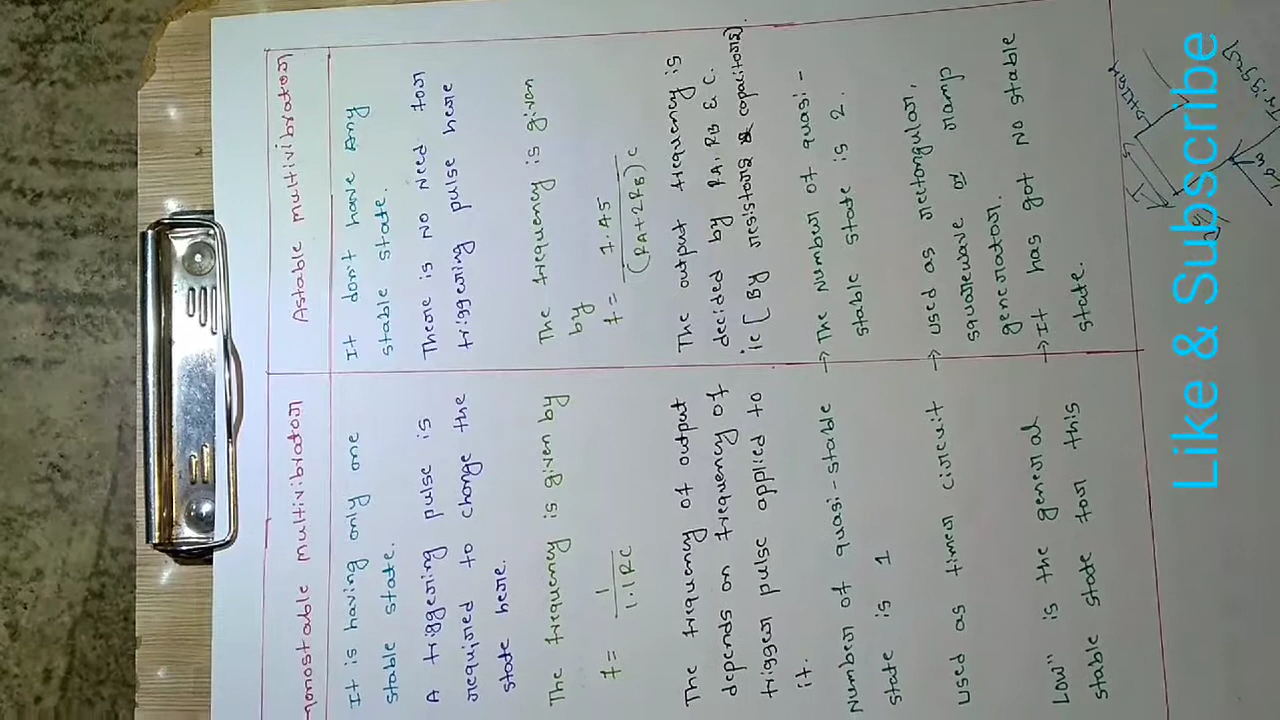 monostable multivibrator
It is having only one
stable state.
A triggering pulse is
required to change the
state here.
The frequency is given by
f = 1
1.1RC
The frequency of output
depends on frequency of
trigger pulse applied to
it.
Number of quasi-stable
state is 1
Used as timer circuit
Low" is the general
stable state for this
Astable multivibrator
It don't have any
stable state.
There is No Need for
triggering pulse here
The frequency is given
by
f = 1.45
(RA+2RB)C
The output frequency is
decided by RA, RB & C.
ie [By resistors & capacitors].
→ The Number of quasi-
stable state is 2.
→ Used as rectangular,
squarewave or ramp
generator.
→ It has got No stable
state.
Like & Subscribe